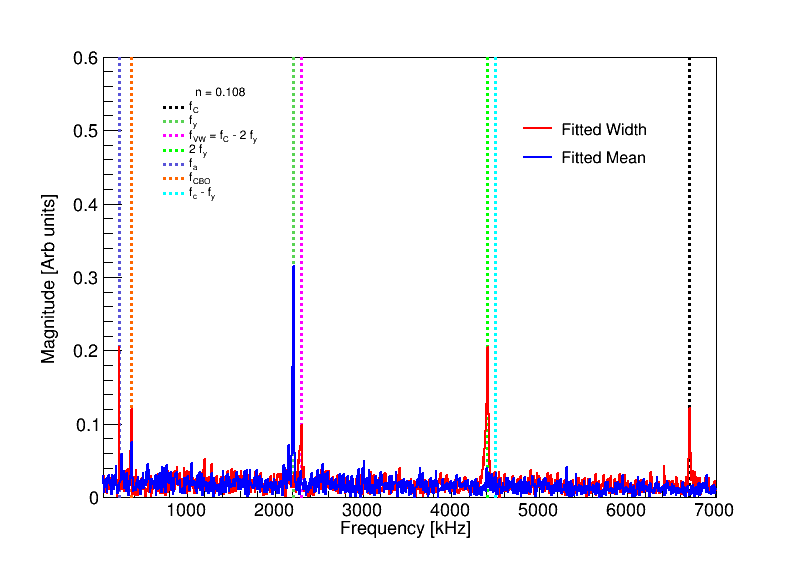 0.6
0.5
0.4
0.3
0.2
0.1
0
Magnitude [Arb units]
n = 0.108
f_C
f_y
f_VW = f_C - 2 f_y
2 f_y
f_a
f_CBO
f_c - f_y
Fitted Width
Fitted Mean
1000 2000 3000 4000 5000 6000 7000
Frequency [kHz]